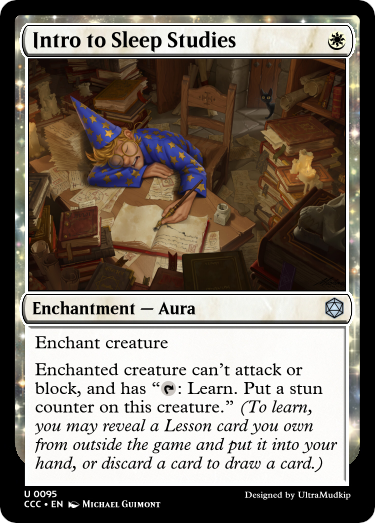 Intro to Sleep Studies
Enchantment — Aura
Enchant creature
Enchanted creature can't attack or
block, and has “: Learn. Put a stun
counter on this creature.” (To learn,
you may reveal a Lesson card you own
from outside the game and put it into your
hand, or discard a card to draw a card.)
U 0095
CCC • EN Michael Guimont
Designed by UltraMudkip